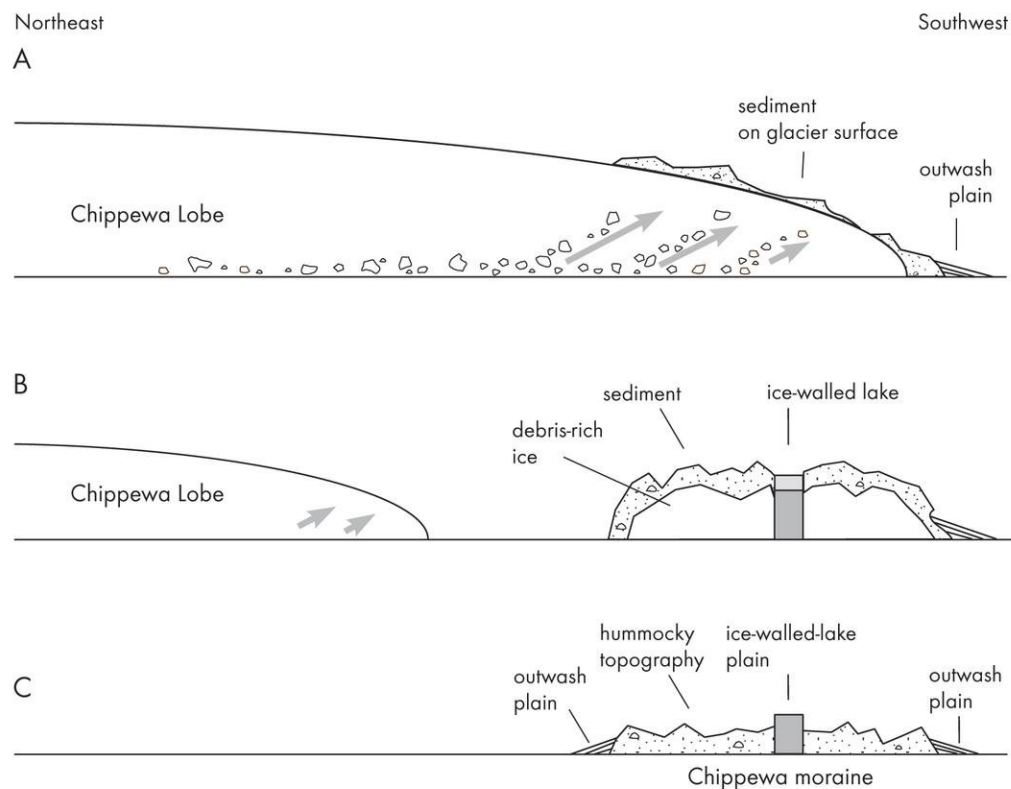 Northeast
Southwest
A
sediment
on glacier surface
outwash
plain
Chippewa Lobe
B
sediment
ice-walled lake
debris-rich
ice
Chippewa Lobe
C
hummocky
topography
ice-walled-lake
plain
outwash
plain
outwash
plain
Chippewa moraine